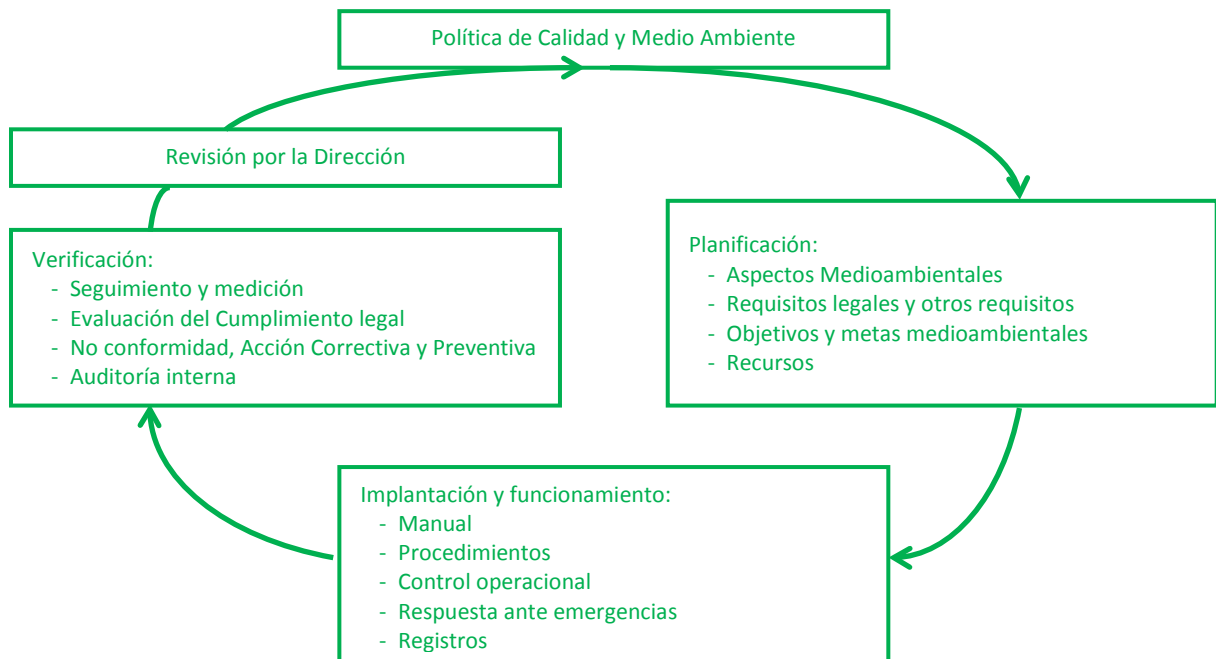 Política de Calidad y Medio Ambiente
Revisión por la Dirección
Verificación:
- Seguimiento y medición
- Evaluación del Cumplimiento legal
- No conformidad, Acción Correctiva y Preventiva
- Auditoría interna
Planificación:
- Aspectos Medioambientales
- Requisitos legales y otros requisitos
- Objetivos y metas medioambientales
- Recursos
Implantación y funcionamiento:
- Manual
- Procedimientos
- Control operacional
- Respuesta ante emergencias
- Registros